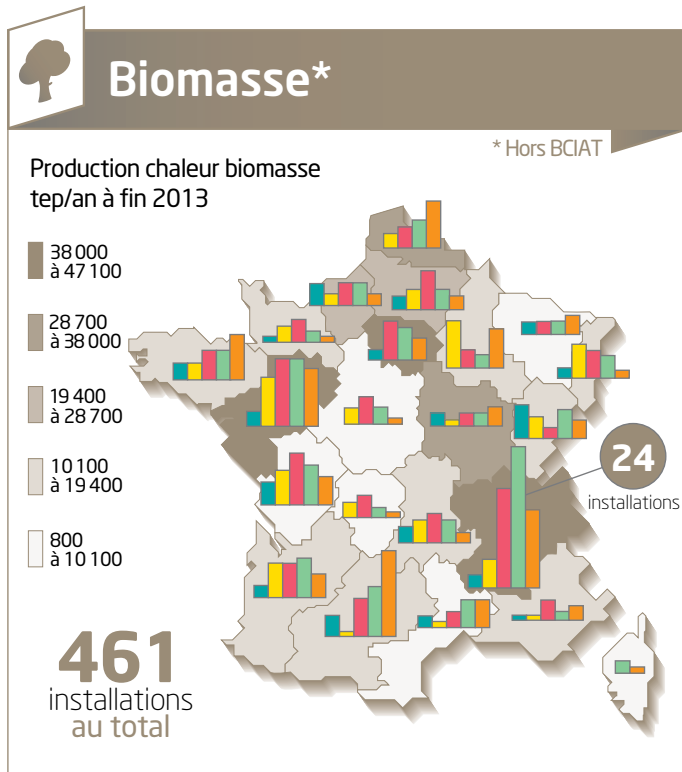 Biomasse*
* Hors BCIAT
Production chaleur biomasse
tep/an à fin 2013
38 000
à 47 100
28 700
à 38 000
19 400
à 28 700
10 100
à 19 400
800
à 10 100
24
installations
461
installations
au total